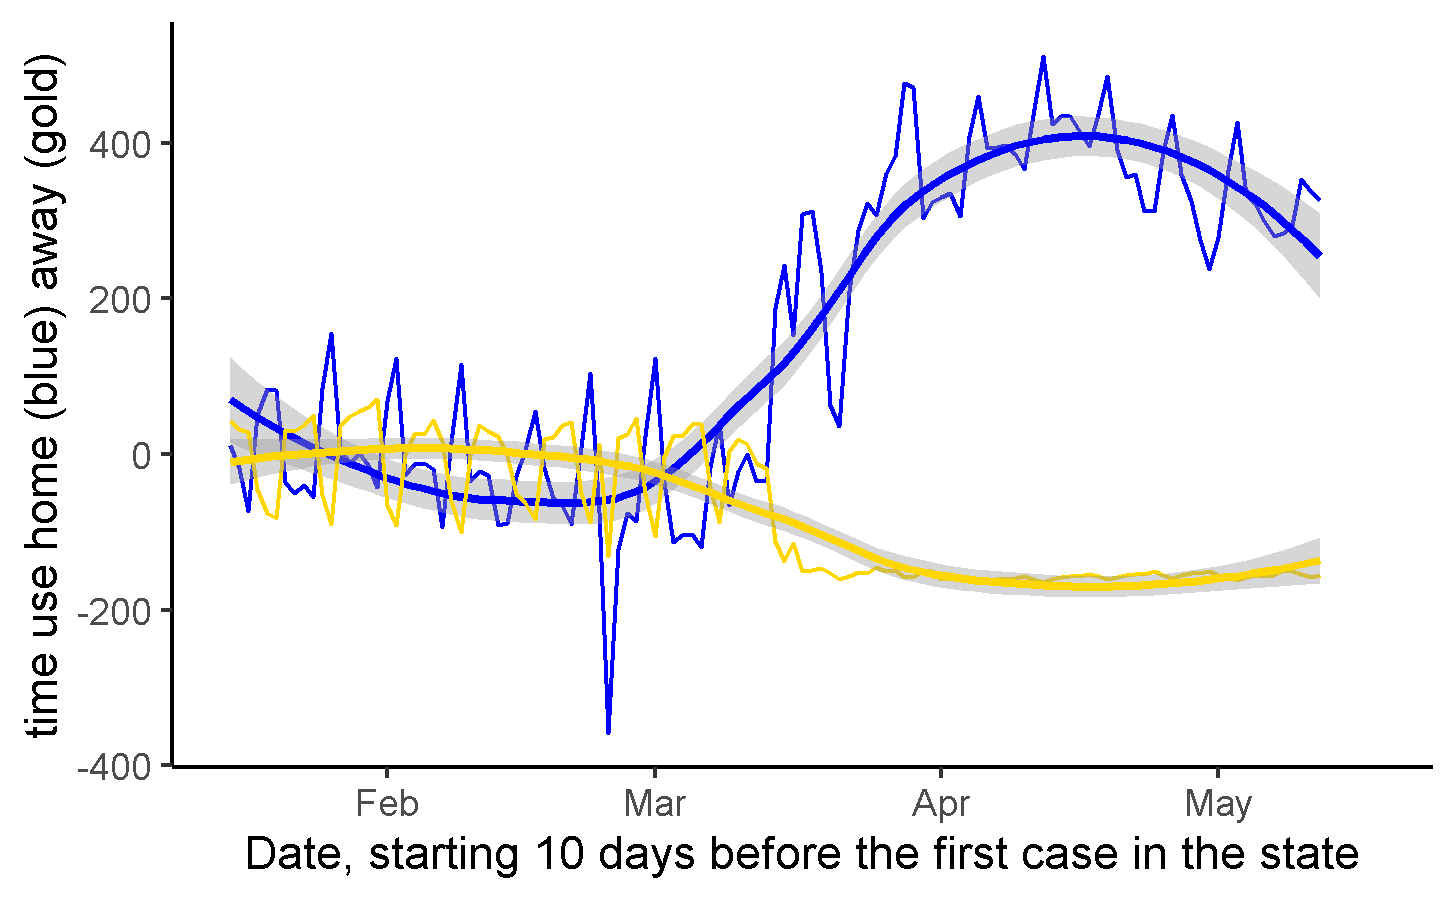 time use home (blue) away (gold)
400
200
0
-200
-400
Feb Mar Apr May
Date, starting 10 days before the first case in the state